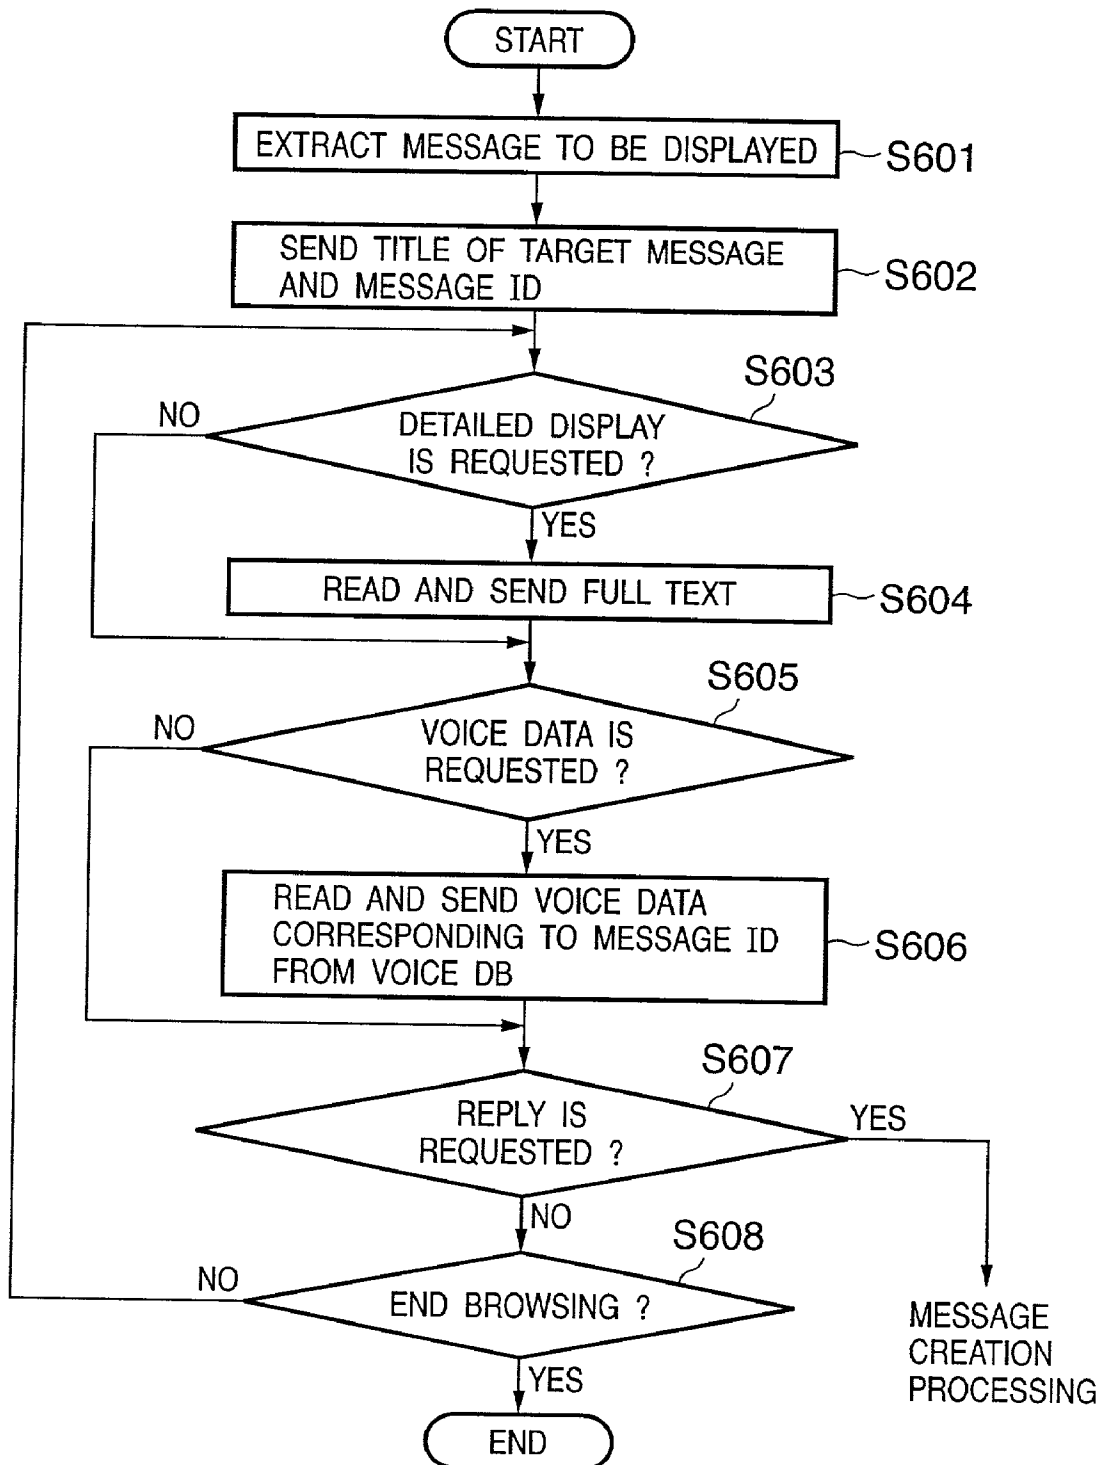 START
EXTRACT MESSAGE TO BE DISPLAYED
S601
SEND TITLE OF TARGET MESSAGE
AND MESSAGE ID
S602
S603
NO
DETAILED DISPLAY
IS REQUESTED ?
YES
READ AND SEND FULL TEXT
S604
S605
NO
VOICE DATA IS
REQUESTED ?
YES
READ AND SEND VOICE DATA
CORRESPONDING TO MESSAGE ID
FROM VOICE DB
S606
S607
REPLY IS
REQUESTED ?
YES
NO
S608
NO
END BROWSING ?
MESSAGE
CREATION
PROCESSING
YES
END